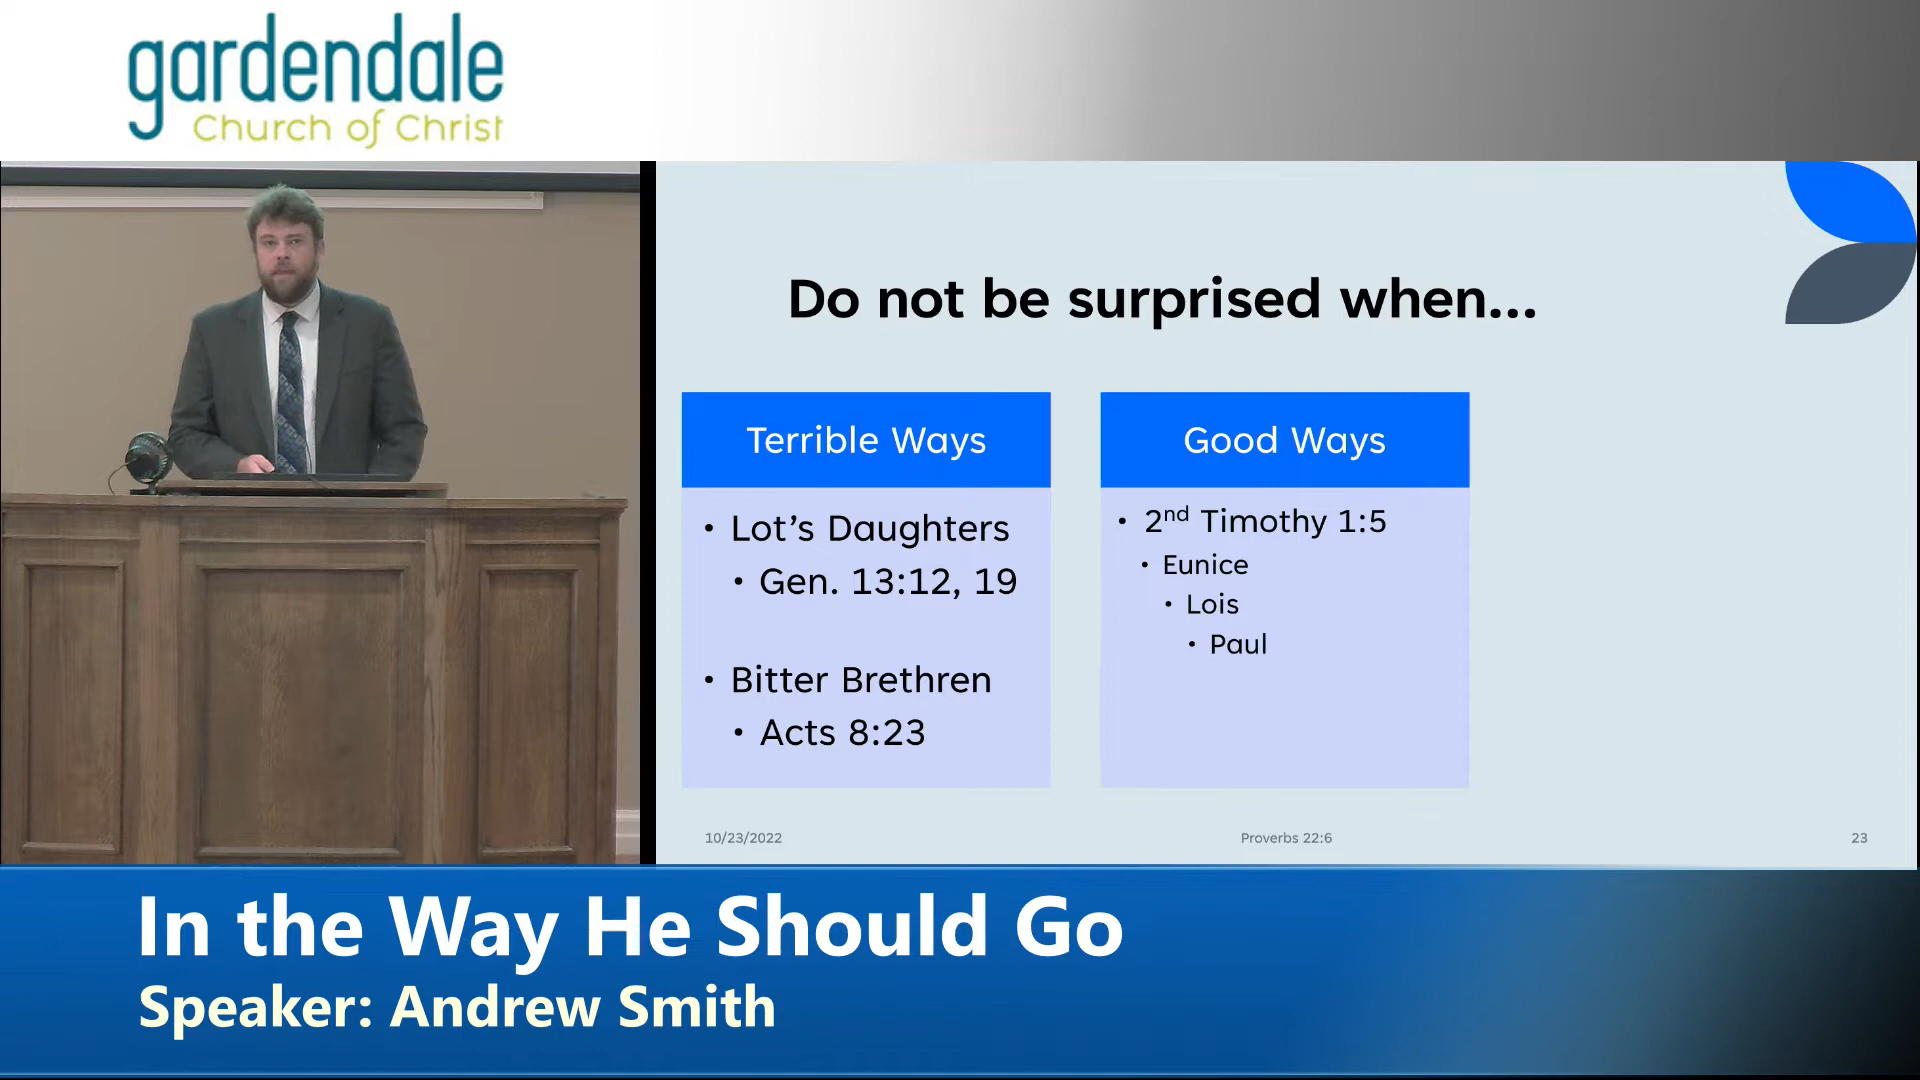 gardendale
Church of Christ
Do not be surprised when...
Terrible Ways
• Lot’s Daughters
• Gen. 13:12, 19
• Bitter Brethren
• Acts 8:23
Good Ways
• 2nd Timothy 1:5
• Eunice
• Lois
• Paul
10/23/2022
Proverbs 22:6
23
In the Way He Should Go
Speaker: Andrew Smith